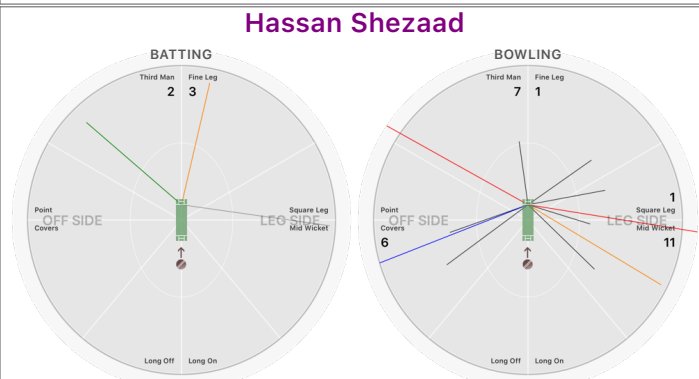 Hassan Shezaad
BATTING
Third Man Fine Leg
2 3
Point Square Leg
OFF SIDE LEG SIDE
Covers Mid Wicket
Long Off Long On
BOWLING
Third Man Fine Leg
7 1
1
Point Square Leg
OFF SIDE LEG SIDE
Covers Mid Wicket
6 11
Long Off Long On